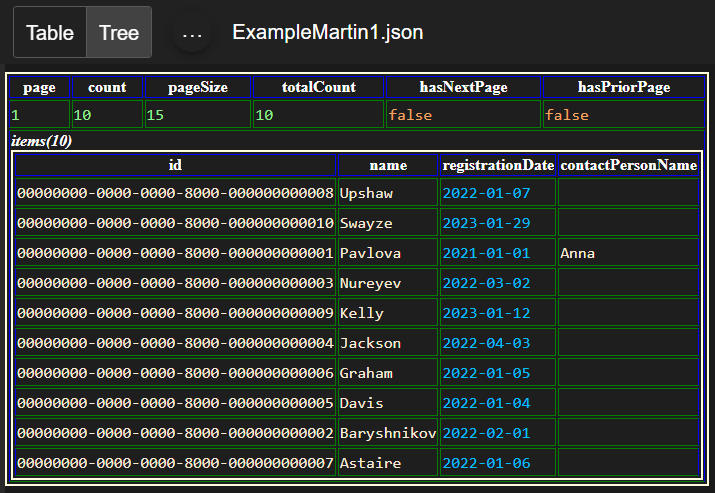 Table Tree ... ExampleMartin1.json
page count pageSize totalCount hasNextPage hasPriorPage
1 10 15 10 false false
items(10)
id name registrationDate contactPersonName
00000000-0000-0000-8000-000000000008 Upshaw 2022-01-07
00000000-0000-0000-8000-000000000010 Swayze 2023-01-29
00000000-0000-0000-8000-000000000001 Pavlova 2021-01-01 Anna
00000000-0000-0000-8000-000000000003 Nureyev 2022-03-02
00000000-0000-0000-8000-000000000009 Kelly 2023-01-12
00000000-0000-0000-8000-000000000004 Jackson 2022-04-03
00000000-0000-0000-8000-000000000006 Graham 2022-01-05
00000000-0000-0000-8000-000000000005 Davis 2022-01-04
00000000-0000-0000-8000-000000000002 Baryshnikov 2022-02-01
00000000-0000-0000-8000-000000000007 Astaire 2022-01-06